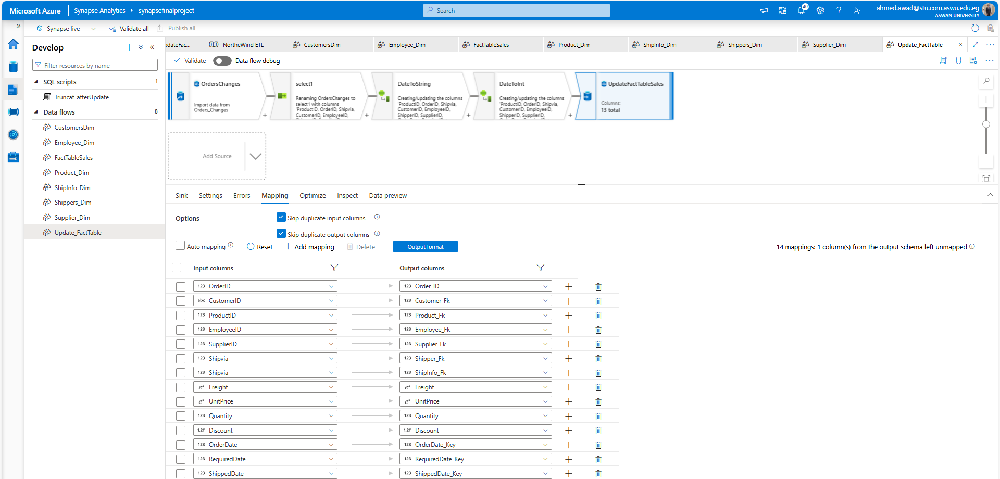 Microsoft Azure Synapse Analytics synapsefinalproject
Search
40
ahmed.awad@stu.com.aswu.edu.eg
ASWAN UNIVERSITY
Synapse live Validate all Publish all
Develop
Filter resources by name
SQL scripts 1
Truncat_afterUpdate
Data flows 8
CustomersDim
Employee_Dim
FactTableSales
Product_Dim
ShipInfo_Dim
Shippers_Dim
Supplier_Dim
Update_FactTable
pdateFac... NortheWind ETL CustomersDim Employee_Dim FactTableSales Product_Dim ShipInfo_Dim Shippers_Dim Supplier_Dim Update_FactTable
Validate Data flow debug
OrdersChanges
Import data from
Orders_Changes
select1
Renaming OrdersChanges to
select1 with columns
'ProductID, OrderID, Shipvia,
CustomerID, EmployeeID,
DateToString
Creating/updating the columns
'ProductID, OrderID, Shipvia,
CustomerID, EmployeeID,
ShipperID, SupplierID,
DateToInt
Creating/updating the columns
'ProductID, OrderID, Shipvia,
CustomerID, EmployeeID,
ShipperID, SupplierID,
UpdateFactTableSales
Columns:
13 total
Add Source
Sink Settings Errors Mapping Optimize Inspect Data preview
Options
Skip duplicate input columns
Skip duplicate output columns
Auto mapping Reset Add mapping Delete Output format 14 mappings: 1 column(s) from the output schema left unmapped
Input columns Output columns
123 OrderID 123 Order_ID
abc CustomerID 123 Customer_Fk
123 ProductID 123 Product_Fk
123 EmployeeID 123 Employee_Fk
123 SupplierID 123 Supplier_Fk
123 Shipvia 123 Shipper_Fk
123 Shipvia 123 ShipInfo_Fk
eˣ Freight eˣ Freight
eˣ UnitPrice eˣ UnitPrice
123 Quantity 123 Quantity
1.2f Discount 1.2f Discount
123 OrderDate 123 OrderDate_Key
123 RequiredDate 123 RequiredDate_Key
123 ShippedDate 123 ShippedDate_Key